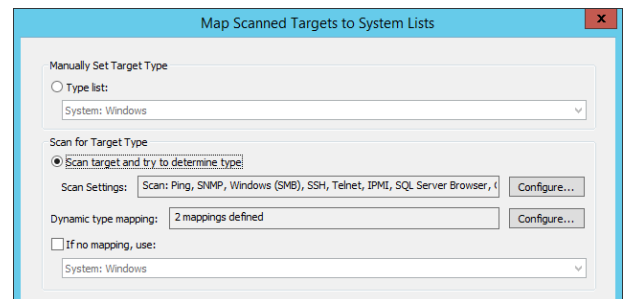 Map Scanned Targets to System Lists
x
Manually Set Target Type
Type list:
System: Windows
Scan for Target Type
Scan target and try to determine type
Scan Settings: Scan: Ping, SNMP, Windows (SMB), SSH, Telnet, IPMI, SQL Server Browser, Configure...
Dynamic type mapping: 2 mappings defined Configure...
If no mapping, use:
System: Windows